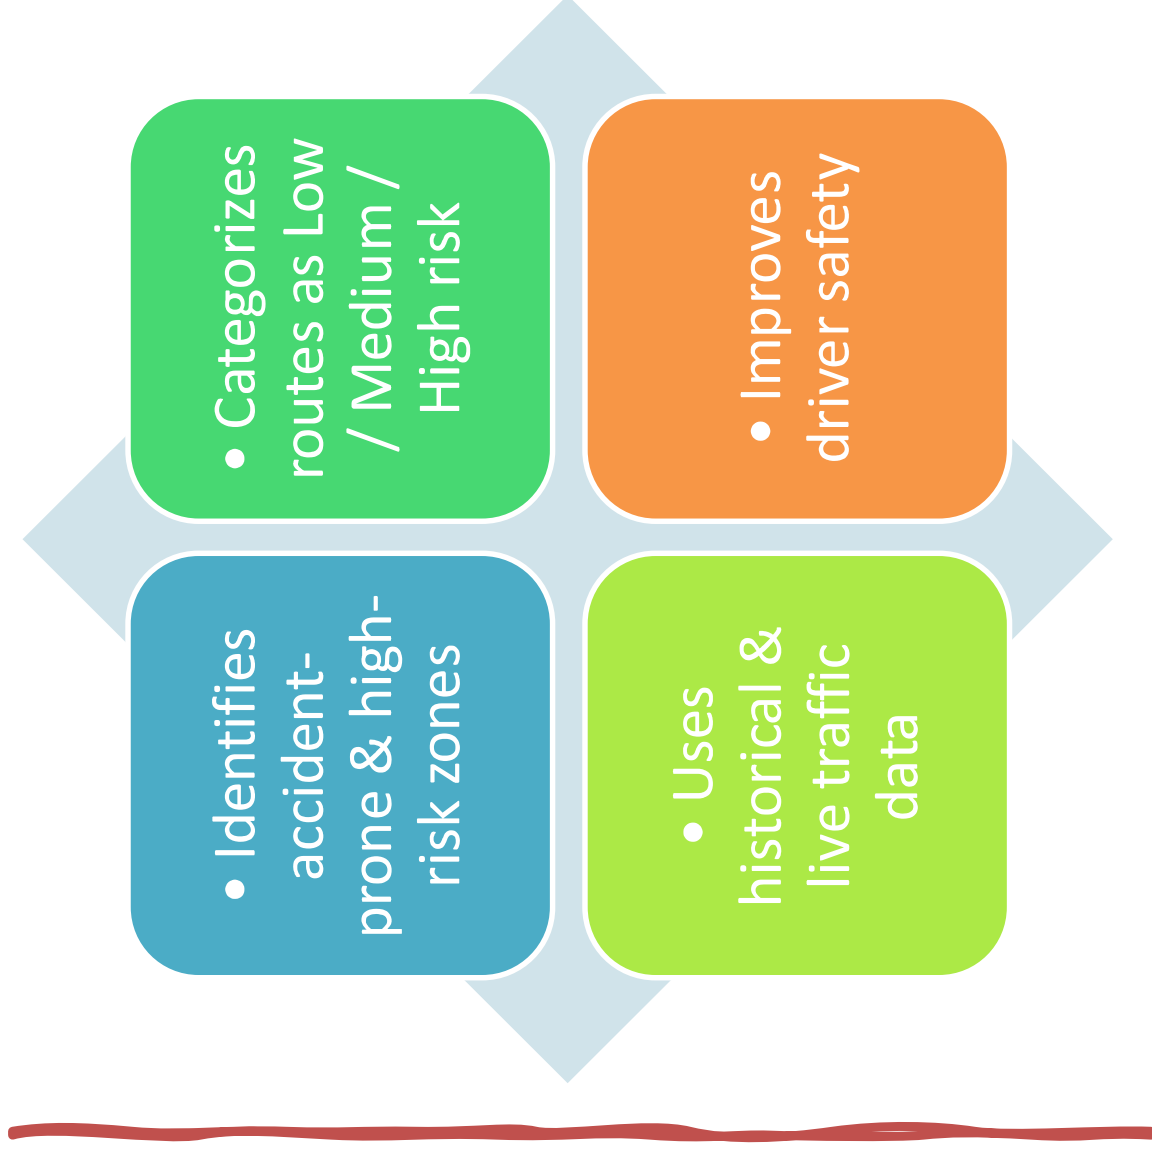 • Identifies
accident-
prone & high-
risk zones
• Categorizes
routes as Low
/ Medium /
High risk
• Uses
historical &
live traffic
data
• Improves
driver safety